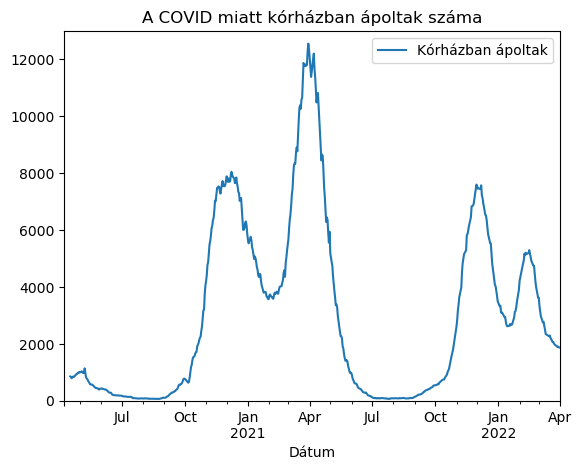 A COVID miatt kórházban ápoltak száma
Kórházban ápoltak
12000
10000
8000
6000
4000
2000
0
Jul Oct Jan Apr Jul Oct Jan Apr
2021 2022
Dátum